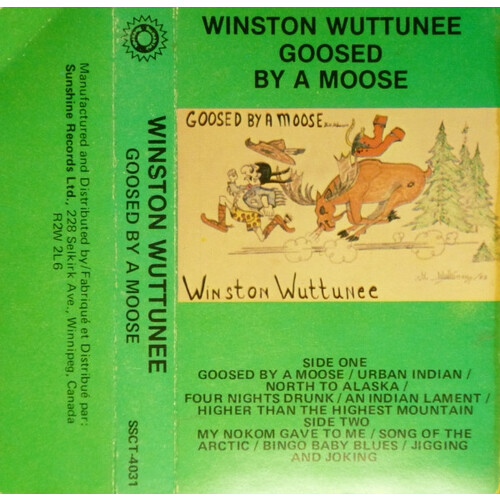 Manufactured and Distributed by/Fabriqué et Distribué par:
Sunshine Records Ltd., 228 Selkirk Ave., Winnipeg, Canada
R2W 2L6
WINSTON WUTTUNEE
GOOSED BY A MOOSE
SSCT-4031
WINSTON WUTTUNEE
GOOSED
BY A MOOSE
GOOSED BY A MOOSE
Winston Wuttunee
SIDE ONE
GOOSED BY A MOOSE / URBAN INDIAN /
NORTH TO ALASKA /
FOUR NIGHTS DRUNK / AN INDIAN LAMENT /
HIGHER THAN THE HIGHEST MOUNTAIN
SIDE TWO
MY NOKOM GAVE TO ME / SONG OF THE
ARCTIC / BINGO BABY BLUES / JIGGING
AND JOKING